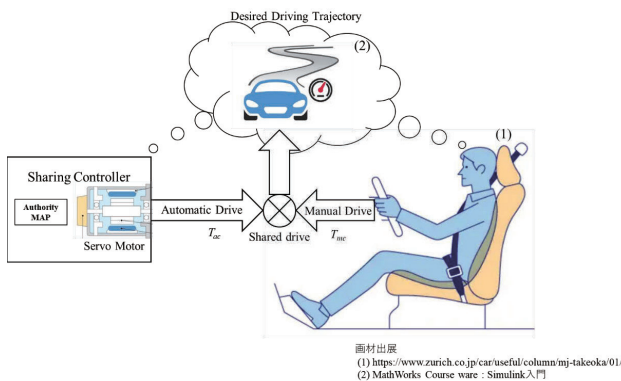 Desired Driving Trajectory
(2)
(1)
Sharing Controller
Authority
MAP
Servo Motor
Automatic Drive
Manual Drive
Tae
Shared drive
Tmc
画材出展
(1) https://www.zurich.co.jp/car/useful/column/mj-takeoka/01/
(2) MathWorks Course ware : Simulink入門